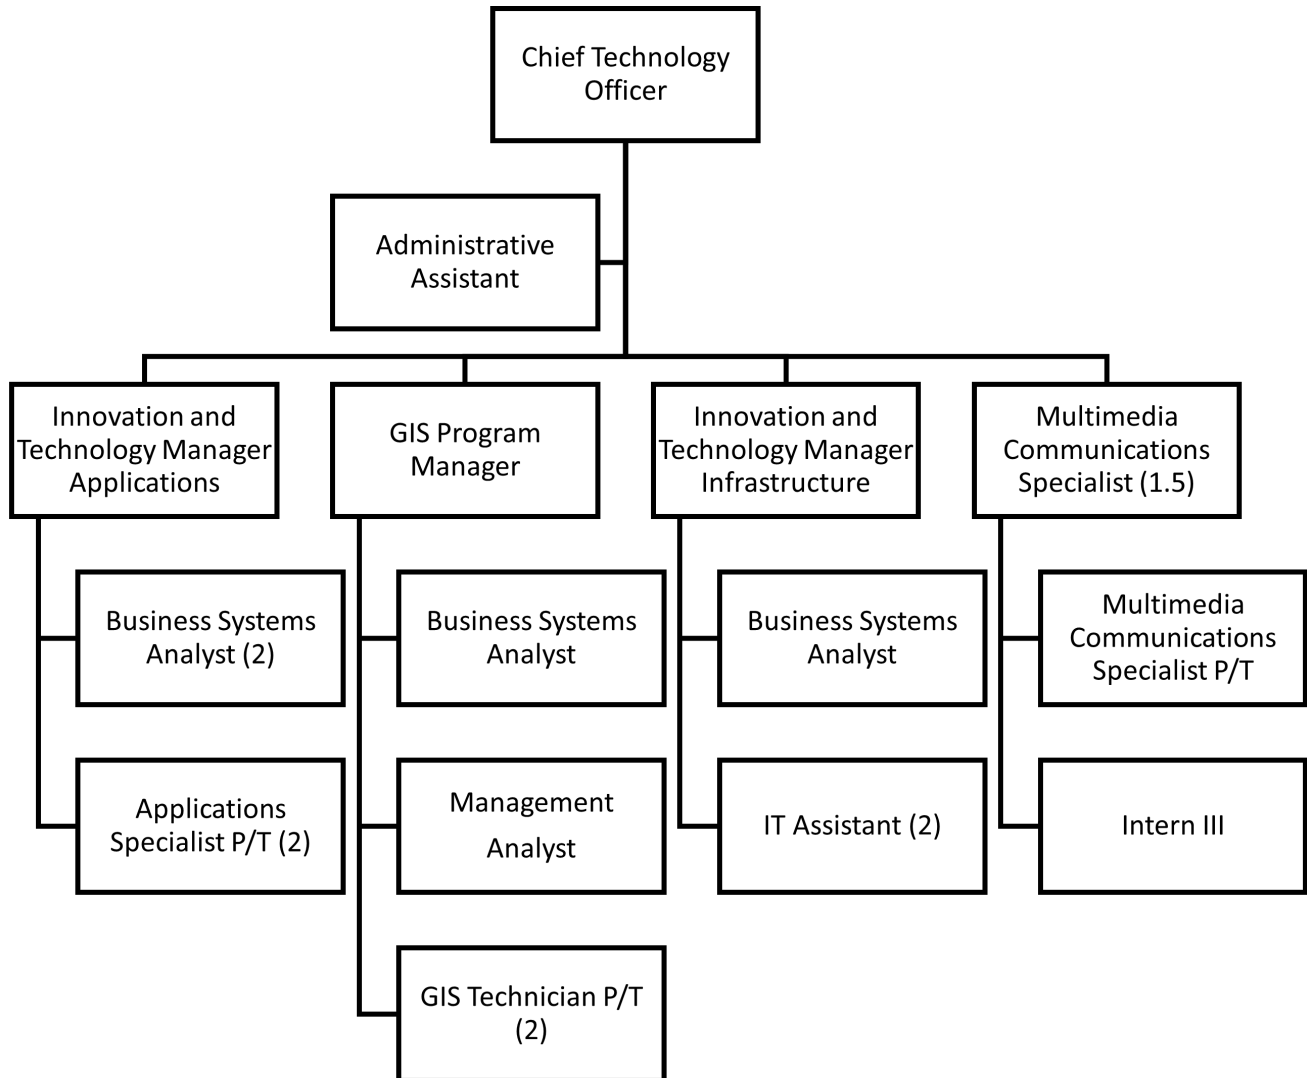 Chief Technology
Officer
Administrative
Assistant
Innovation and
Technology Manager
Applications
GIS Program
Manager
Innovation and
Technology Manager
Infrastructure
Multimedia
Communications
Specialist (1.5)
Business Systems
Analyst (2)
Business Systems
Analyst
Business Systems
Analyst
Multimedia
Communications
Specialist P/T
Applications
Specialist P/T (2)
Management
Analyst
IT Assistant (2)
Intern III
GIS Technician P/T
(2)